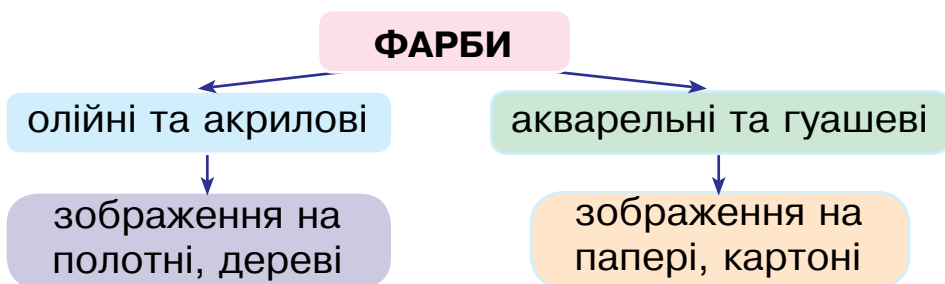 ФАРБИ
олійні та акрилові
акварельні та гуашеві
зображення на
полотні, дереві
зображення на
папері, картоні